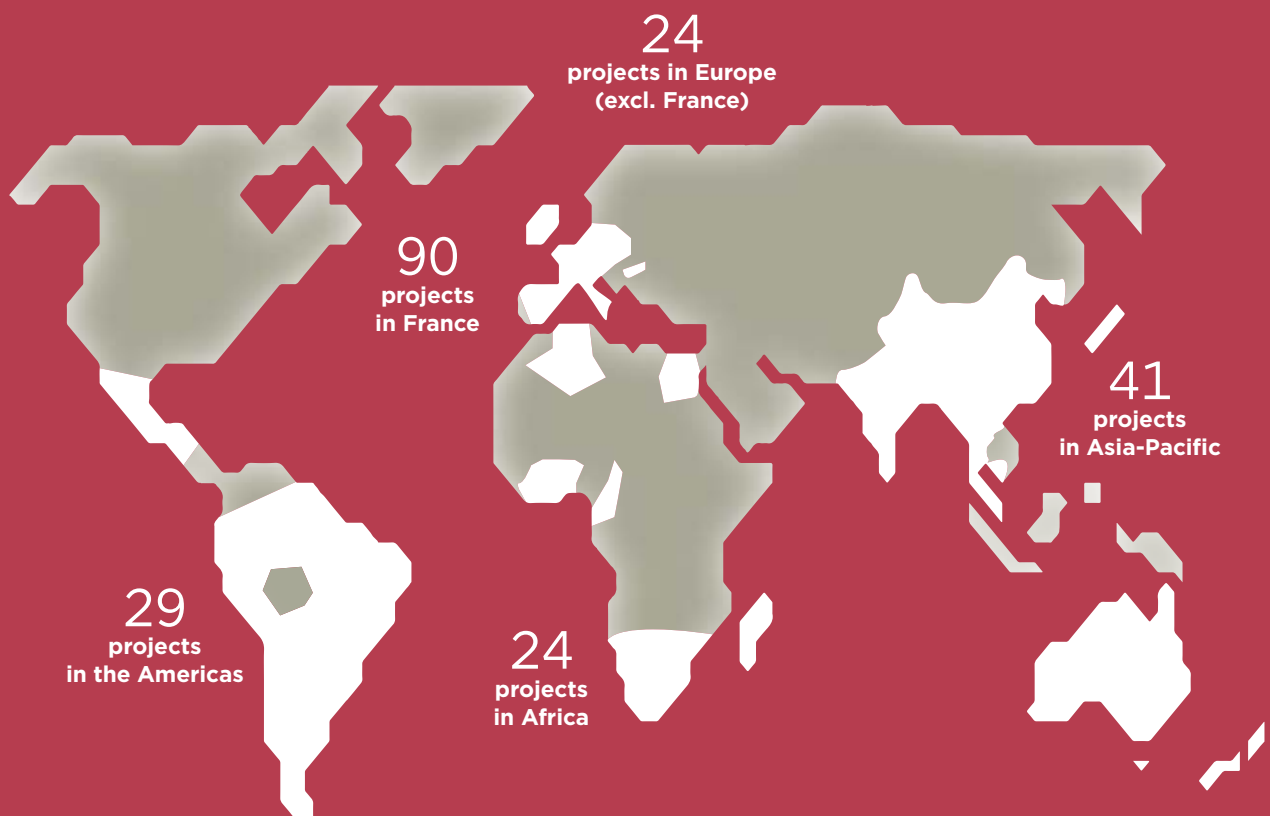 24
projects in Europe
(excl. France)
90
projects
in France
41
projects
in Asia-Pacific
29
projects
in the Americas
24
projects
in Africa